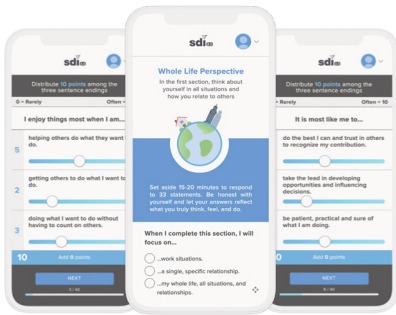 sdi
Distribute 10 points among the
three sentence endings
0 = Rarely
Often =
I enjoy things most when I am...
helping others do what they want
do.
5
getting others to do what I want to
do.
2
doing what I want to do without
having to count on others.
3
10
Add 0 points
NEXT
5 / 40
sdi
Whole Life Perspective
In the first section, think about
yourself in all situations and
how you relate to others
Set aside 15-20 minutes to respond
to 33 statements. Be honest with
yourself and let your answers reflect
what you truly think, feel, and do.
When I complete this section, I will
focus on...
...work situations.
...a single, specific relationship.
...my whole life, all situations, and
relationships.
sdi
Distribute 10 points among the
three sentence endings
= Rarely
Often = 10
It is most like me to...
do the best I can and trust in others
to recognize my contribution.
take the lead in developing
opportunities and influencing
decisions.
be patient, practical and sure of
what I am doing.
Add 0 points
NEXT
/ 40